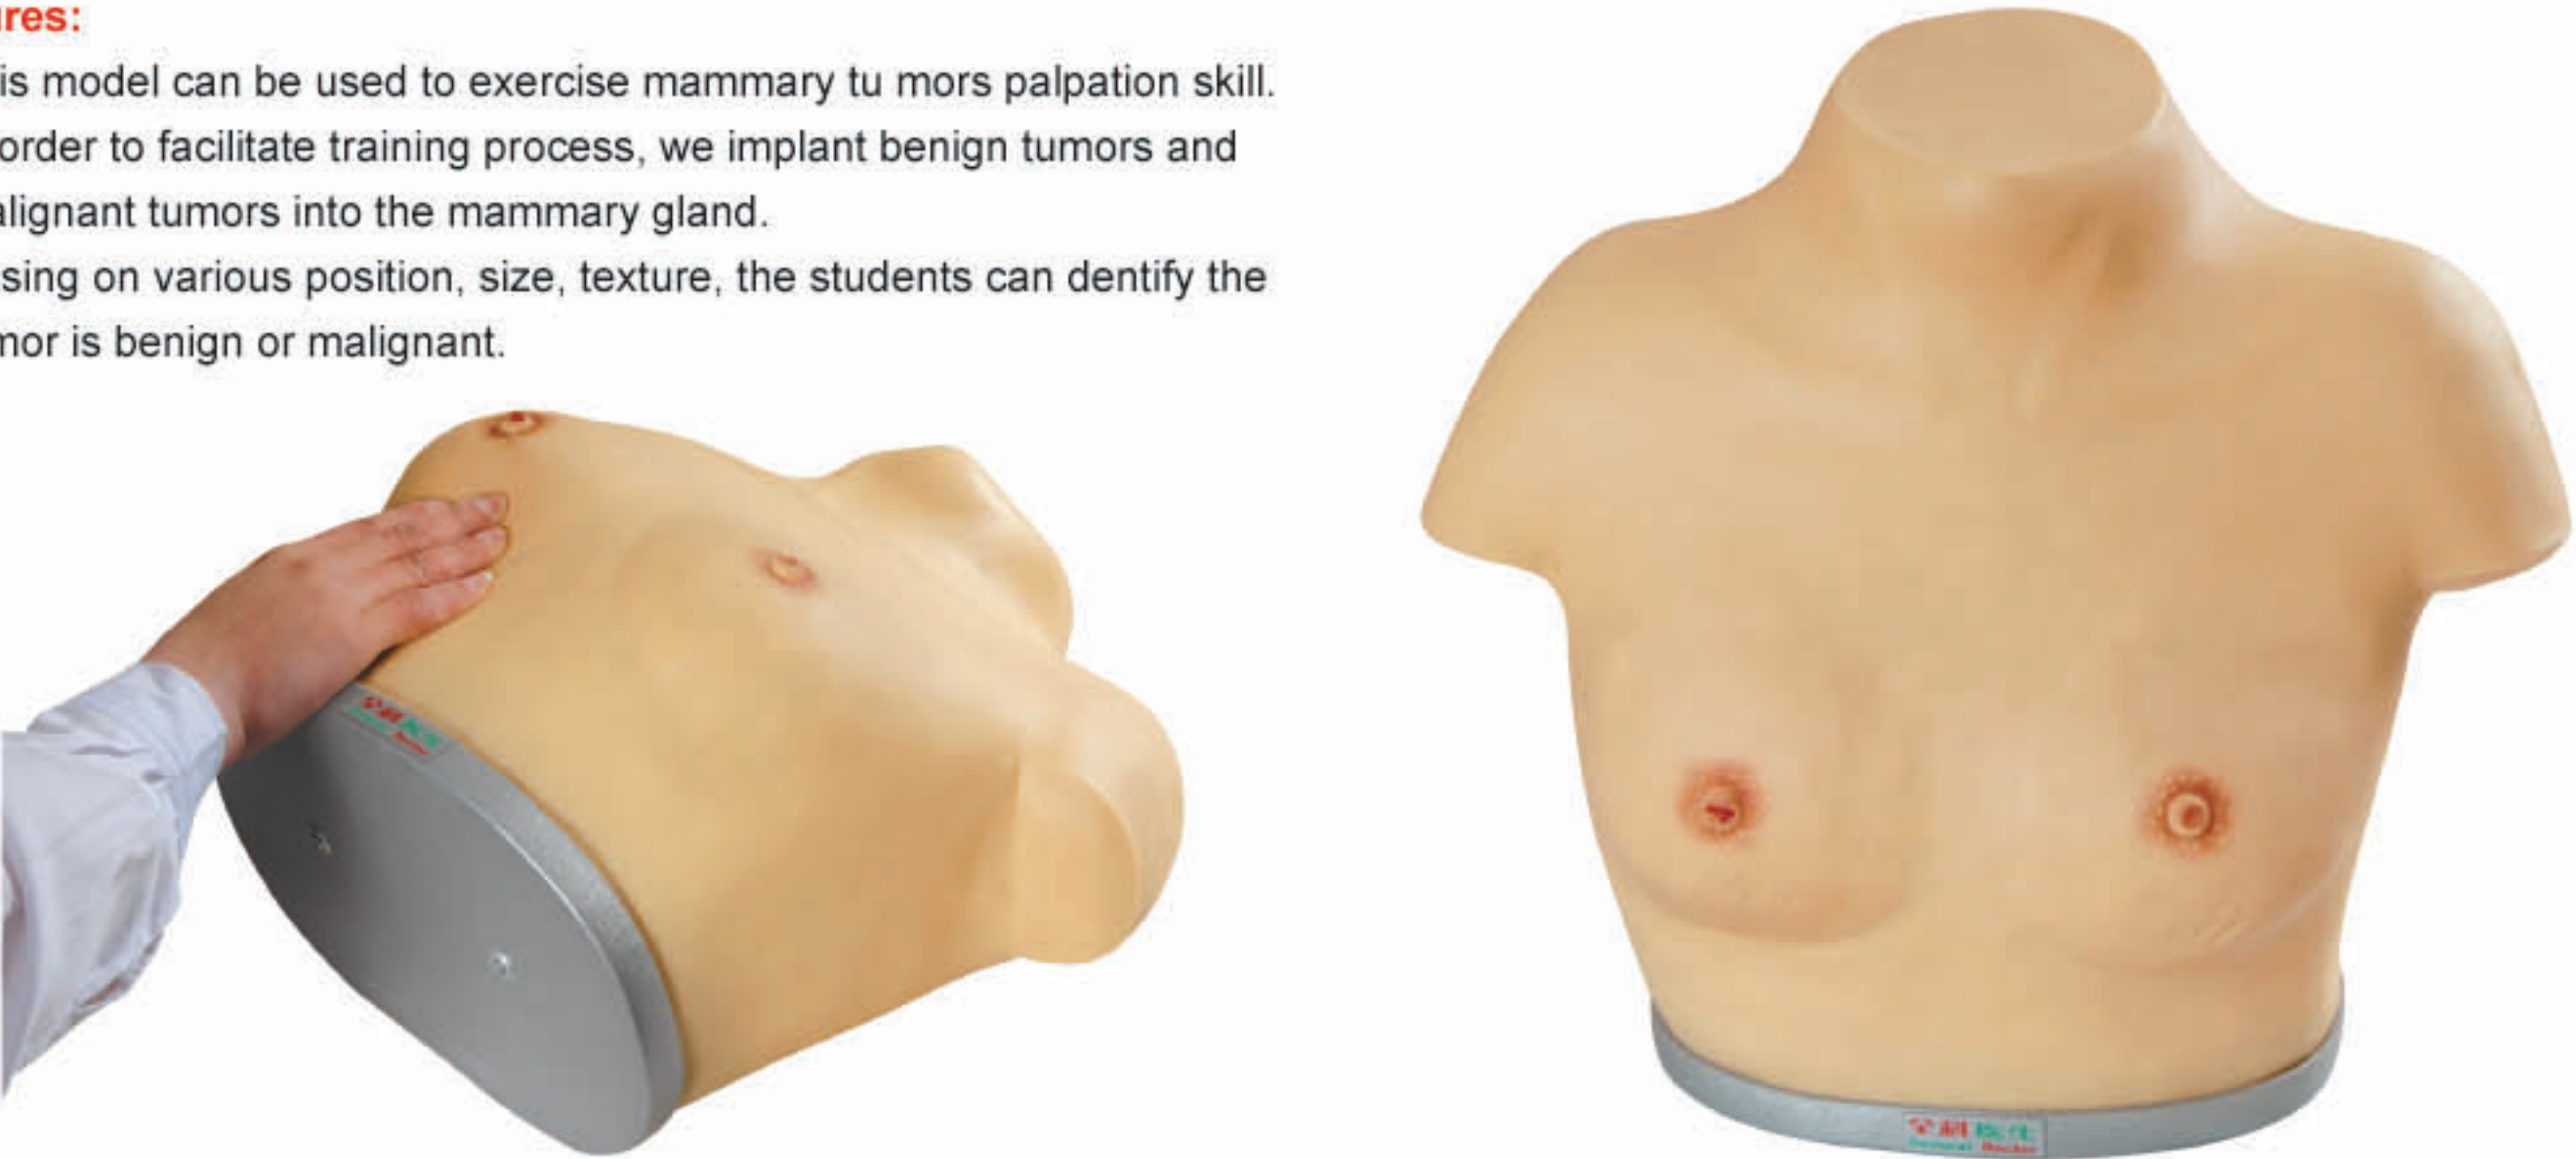 res:
is model can be used to exercise mammary tu mors palpation skill.
order to facilitate training process, we implant benign tumors and
alignant tumors into the mammary gland.
sing on various position, size, texture, the students can dentify the
mor is benign or malignant.